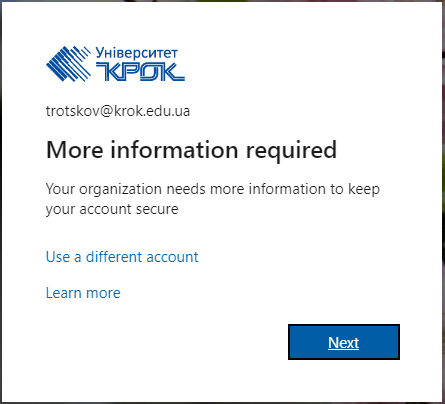 Університет
КРОК
trotskov@krok.edu.ua
More information required
Your organization needs more information to keep
your account secure
Use a different account
Learn more
Next